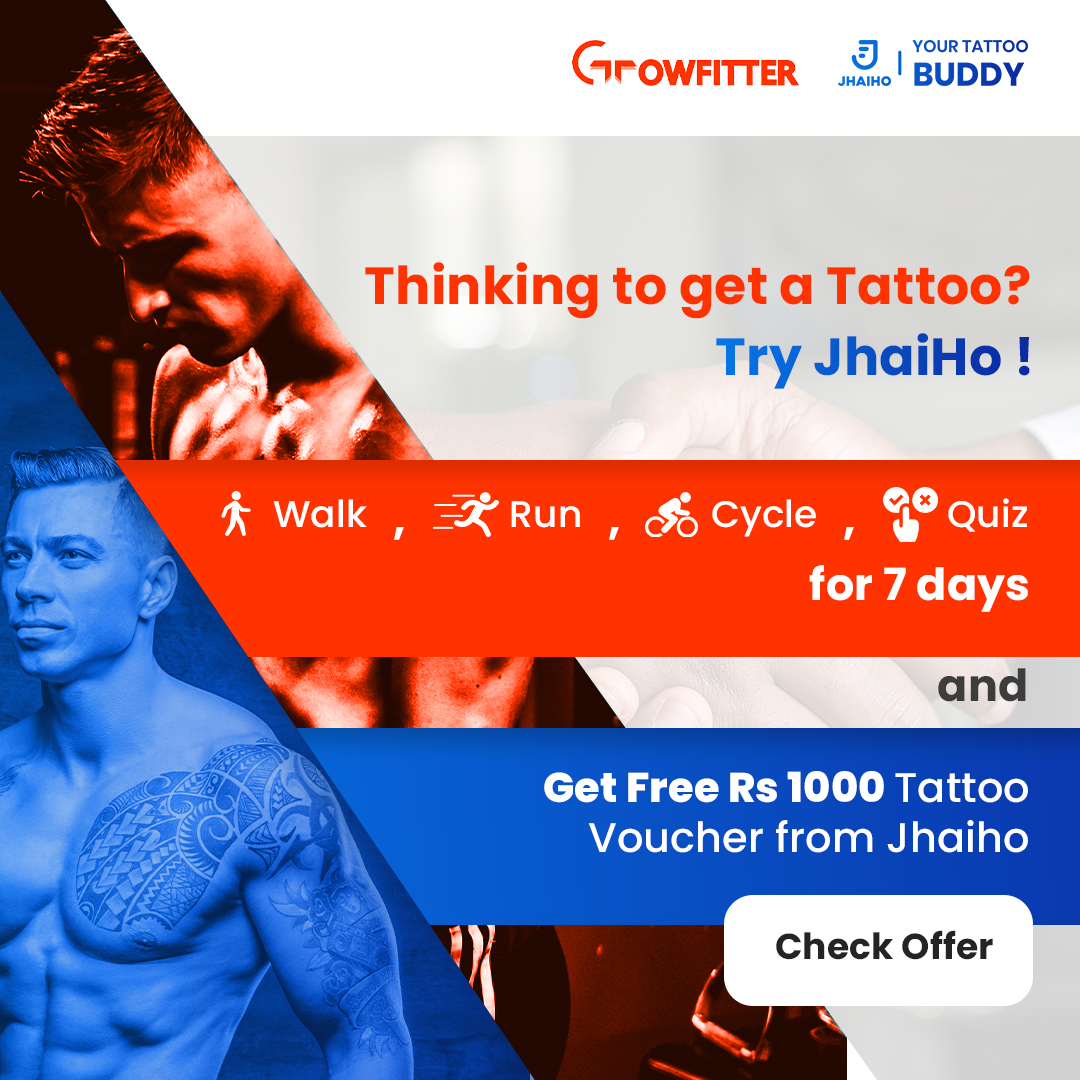 GROWFITTER
JHAIHO
YOUR TATTOO
BUDDY
Thinking to get a Tattoo?
Try JhaiHo !
Walk , Run , Cycle , Quiz
for 7 days
and
Get Free Rs 1000 Tattoo
Voucher from Jhaiho
Check Offer